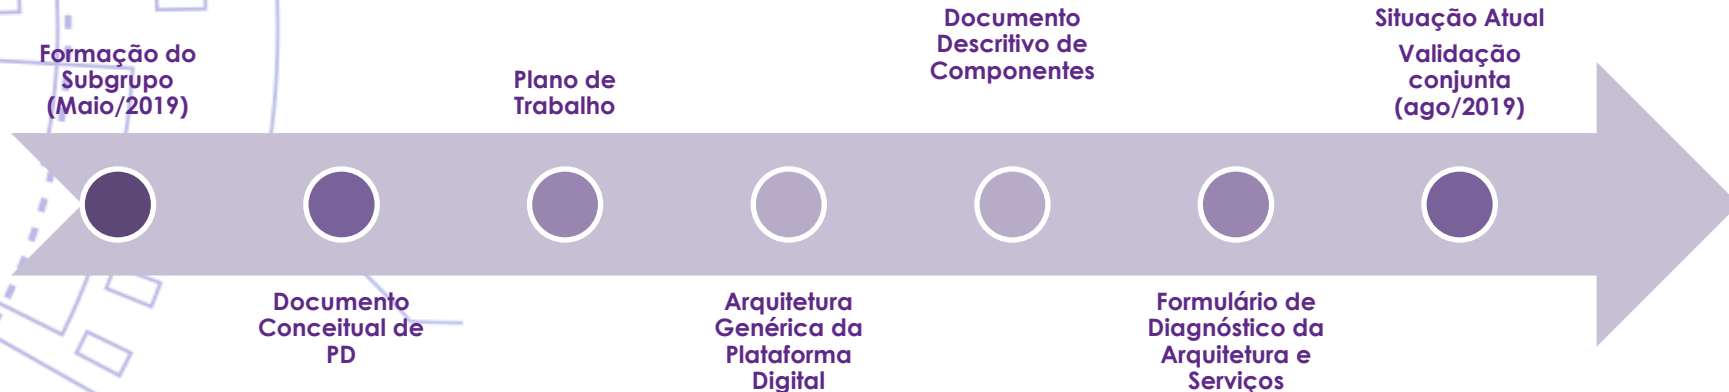 Formação do
Subgrupo
(Maio/2019)
Documento
Conceitual de
PD
Plano de
Trabalho
Arquitetura
Genérica da
Plataforma
Digital
Documento
Descritivo de
Componentes
Formulário de
Diagnóstico da
Arquitetura e
Serviços
Situação Atual
Validação
conjunta
(ago/2019)